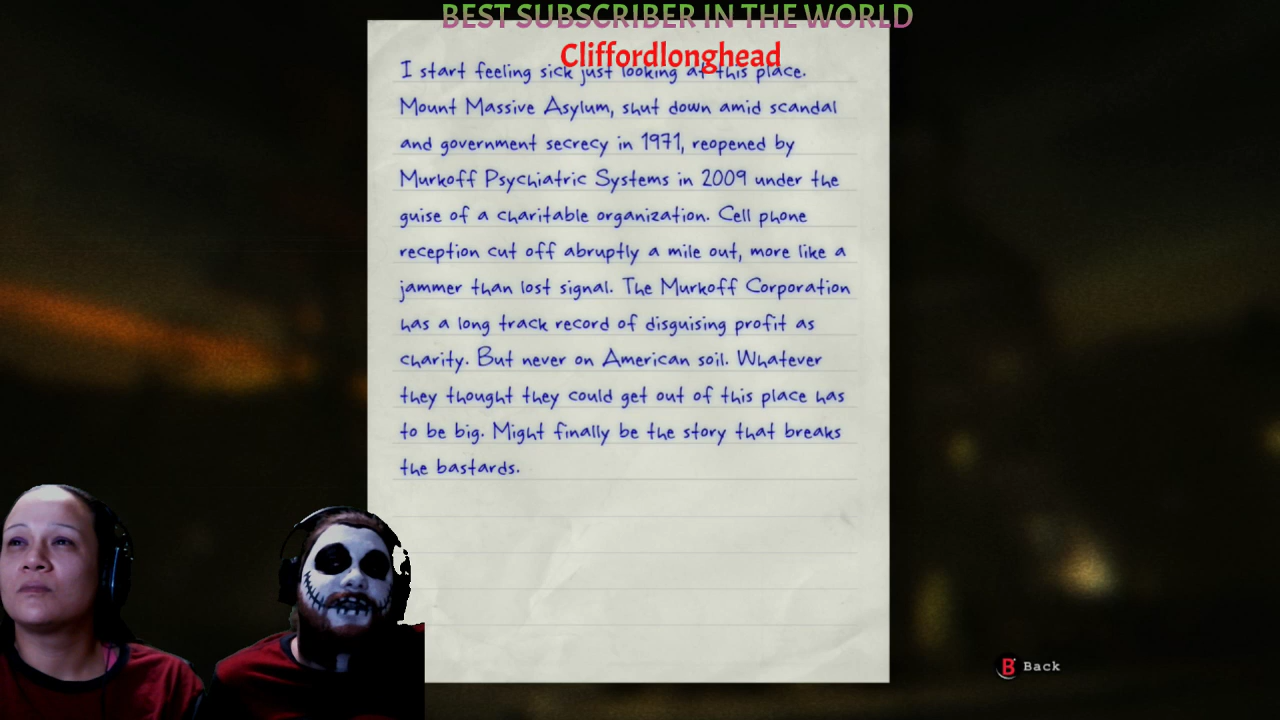 BEST SUBSCRIBER IN THE WORLD
Cliffordlonghead
I start feeling sick just looking at this place.
Mount Massive Asylum, shut down amid scandal
and government secrecy in 1971, reopened by
Murkoff Psychiatric Systems in 2009 under the
guise of a charitable organization. Cell phone
reception cut off abruptly a mile out, more like a
jammer than lost signal. The Murkoff Corporation
has a long track record of disguising profit as
charity. But never on American soil. Whatever
they thought they could get out of this place has
to be big. Might finally be the story that breaks
the bastards.
B Back